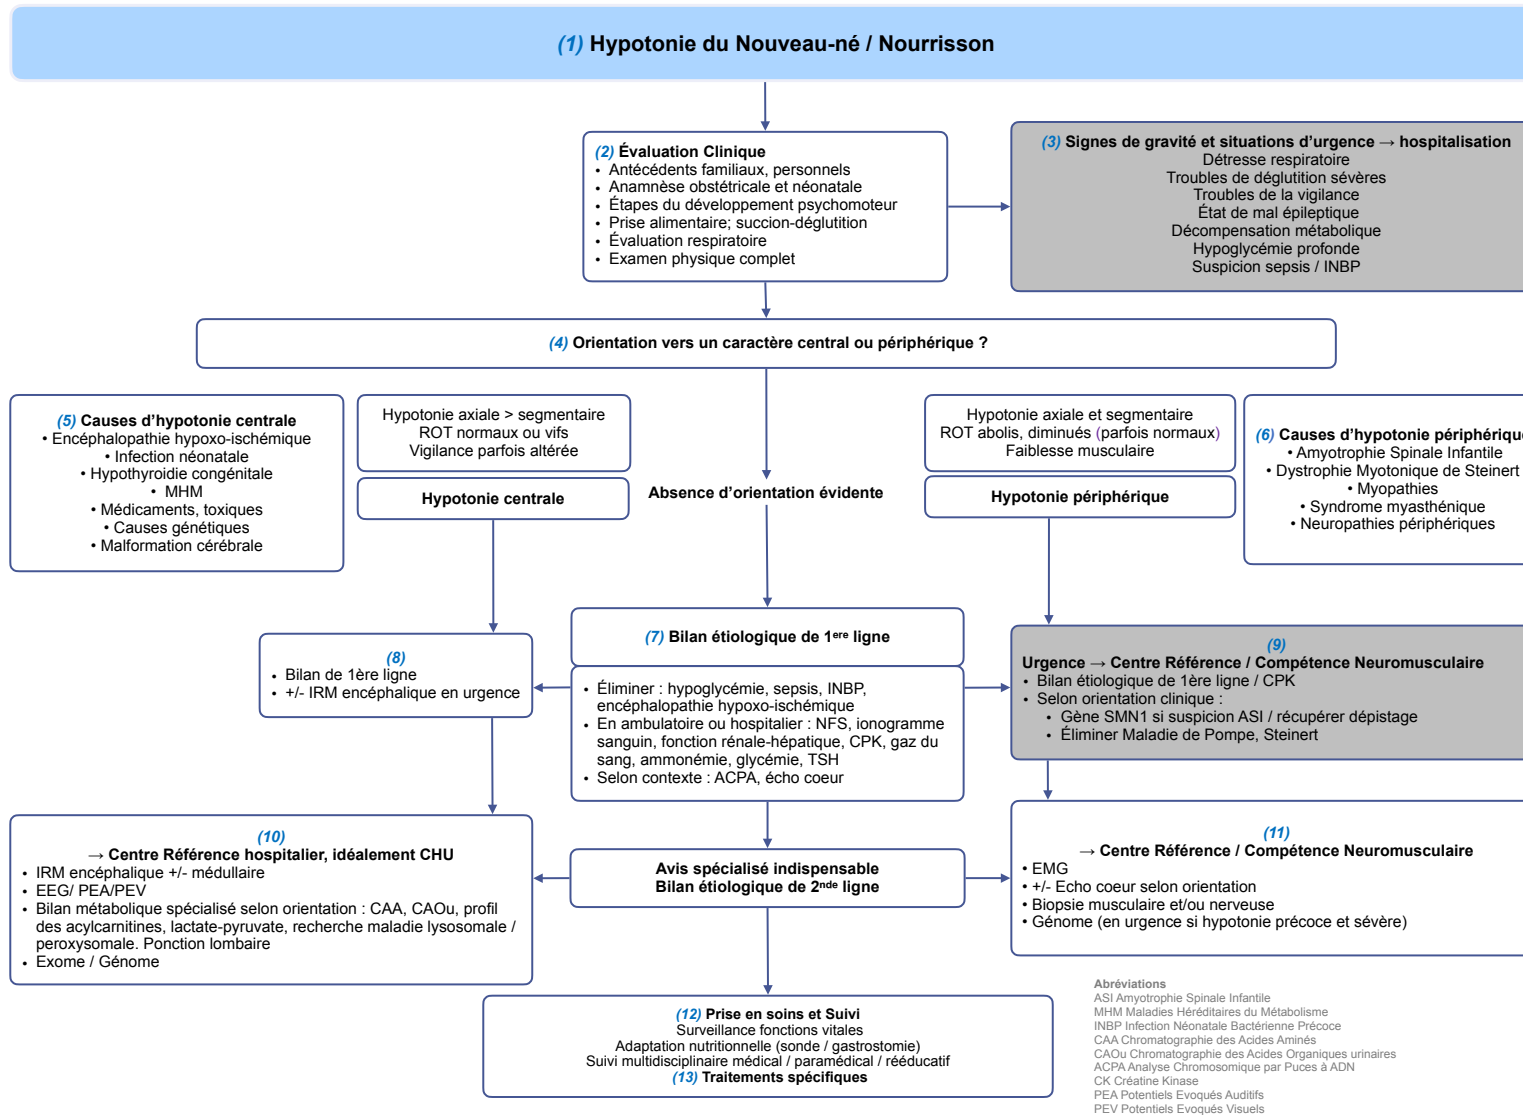 (1) Hypotonie du Nouveau-né / Nourrisson
(2) Évaluation Clinique
• Antécédents familiaux, personnels
• Anamnèse obstétricale et néonatale
• Étapes du développement psychomoteur
• Prise alimentaire; succion-déglutition
• Évaluation respiratoire
• Examen physique complet
(3) Signes de gravité et situations d’urgence → hospitalisation
Détresse respiratoire
Troubles de déglutition sévères
Troubles de la vigilance
État de mal épileptique
Décompensation métabolique
Hypoglycémie profonde
Suspicion sepsis / INBP
(4) Orientation vers un caractère central ou périphérique ?
(5) Causes d’hypotonie centrale
• Encéphalopathie hypoxo-ischémique
• Infection néonatale
• Hypothyroidie congénitale
• MHM
• Médicaments, toxiques
• Causes génétiques
• Malformation cérébrale
Hypotonie axiale > segmentaire
ROT normaux ou vifs
Vigilance parfois altérée
Hypotonie centrale
Absence d’orientation évidente
Hypotonie axiale et segmentaire
ROT abolis, diminués (parfois normaux)
Faiblesse musculaire
Hypotonie périphérique
(6) Causes d’hypotonie périphérique
• Amyotrophie Spinale Infantile
• Dystrophie Myotonique de Steinert
• Myopathies
• Syndrome myasthénique
• Neuropathies périphériques
(7) Bilan étiologique de 1ere ligne
• Éliminer : hypoglycémie, sepsis, INBP,
encéphalopathie hypoxo-ischémique
• En ambulatoire ou hospitalier : NFS, ionogramme
sanguin, fonction rénale-hépatique, CPK, gaz du
sang, ammonémie, glycémie, TSH
• Selon contexte : ACPA, écho coeur
(8)
• Bilan de 1ère ligne
• +/- IRM encéphalique en urgence
(9)
Urgence → Centre Référence / Compétence Neuromusculaire
• Bilan étiologique de 1ère ligne / CPK
• Selon orientation clinique :
• Gène SMN1 si suspicion ASI / récupérer dépistage
• Éliminer Maladie de Pompe, Steinert
(10)
→ Centre Référence hospitalier, idéalement CHU
• IRM encéphalique +/- médullaire
• EEG/ PEA/PEV
• Bilan métabolique spécialisé selon orientation : CAA, CAOu, profil
des acylcarnitines, lactate-pyruvate, recherche maladie lysosomale /
peroxysomale. Ponction lombaire
• Exome / Génome
Avis spécialisé indispensable
Bilan étiologique de 2nde ligne
(11)
→ Centre Référence / Compétence Neuromusculaire
• EMG
• +/- Echo coeur selon orientation
• Biopsie musculaire et/ou nerveuse
• Génome (en urgence si hypotonie précoce et sévère)
(12) Prise en soins et Suivi
Surveillance fonctions vitales
Adaptation nutritionnelle (sonde / gastrostomie)
Suivi multidisciplinaire médical / paramédical / rééducatif
(13) Traitements spécifiques
Abréviations
ASI Amyotrophie Spinale Infantile
MHM Maladies Héréditaires du Métabolisme
INBP Infection Néonatale Bactérienne Précoce
CAA Chromatographie des Acides Aminés
CAOu Chromatographie des Acides Organiques urinaires
ACPA Analyse Chromosomique par Puces à ADN
CK Créatine Kinase
PEA Potentiels Evoqués Auditifs
PEV Potentiels Evoqués Visuels